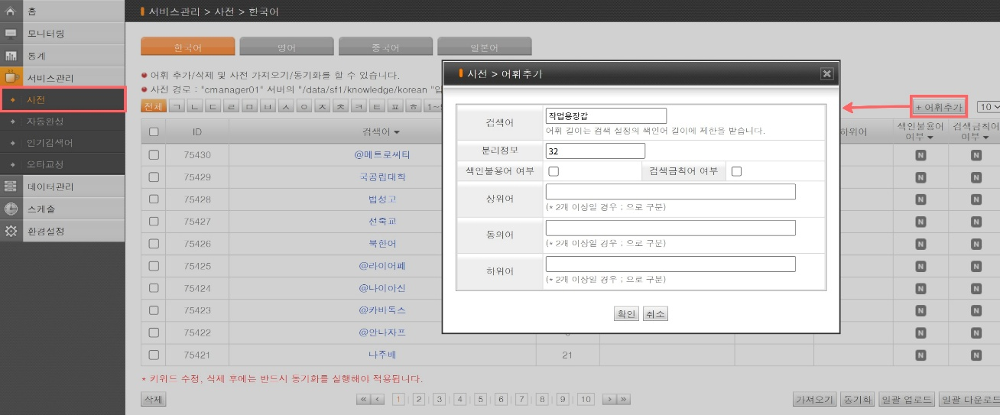 홈
모니터링
통계
서비스관리
사전
자동완성
인기검색어
오타교정
데이터관리
스케줄
환경설정
서비스관리 > 사전 > 한국어
한국어 영어 중국어 일본어
어휘 추가/삭제 및 사전 가져오기/동기화를 할 수 있습니다.
사전 경로 : "cmanager01" 서버의 "/data/sf1/knowledge/korean "입
전체 ㄱ ㄴ ㄷ ㄹ ㅁ ㅂ ㅅ ㅇ ㅈ ㅊ ㅋ ㅌ ㅍ ㅎ 1~
+ 어휘추가 10
ID 검색어 하위어 색인불용어 여부 검색금칙어 여부
75430 @메트로씨티 N N
75429 국공립대학 N N
75428 법성고 N N
75427 선죽교 N N
75426 북한어 N N
75425 @라이어페 N N
75424 @나이아신 N N
75423 @카바독스 N N
75422 @안나자프 N N
75421 나주배 21 N N
* 키워드 수정, 삭제 후에는 반드시 동기화를 실행해야 적용됩니다.
삭제
« ‹ 1 2 3 4 5 6 7 8 9 10 › »
가져오기 동기화 일괄 업로드 일괄 다운로드
사전 > 어휘추가
검색어 작업용장갑
어휘 길이는 검색 설정의 색인어 길이에 제한을 받습니다.
분리정보 32
색인불용어 여부 검색금칙어 여부
상위어
(* 2개 이상일 경우 ; 으로 구분)
동의어
(* 2개 이상일 경우 ; 으로 구분)
하위어
(* 2개 이상일 경우 ; 으로 구분)
확인 취소